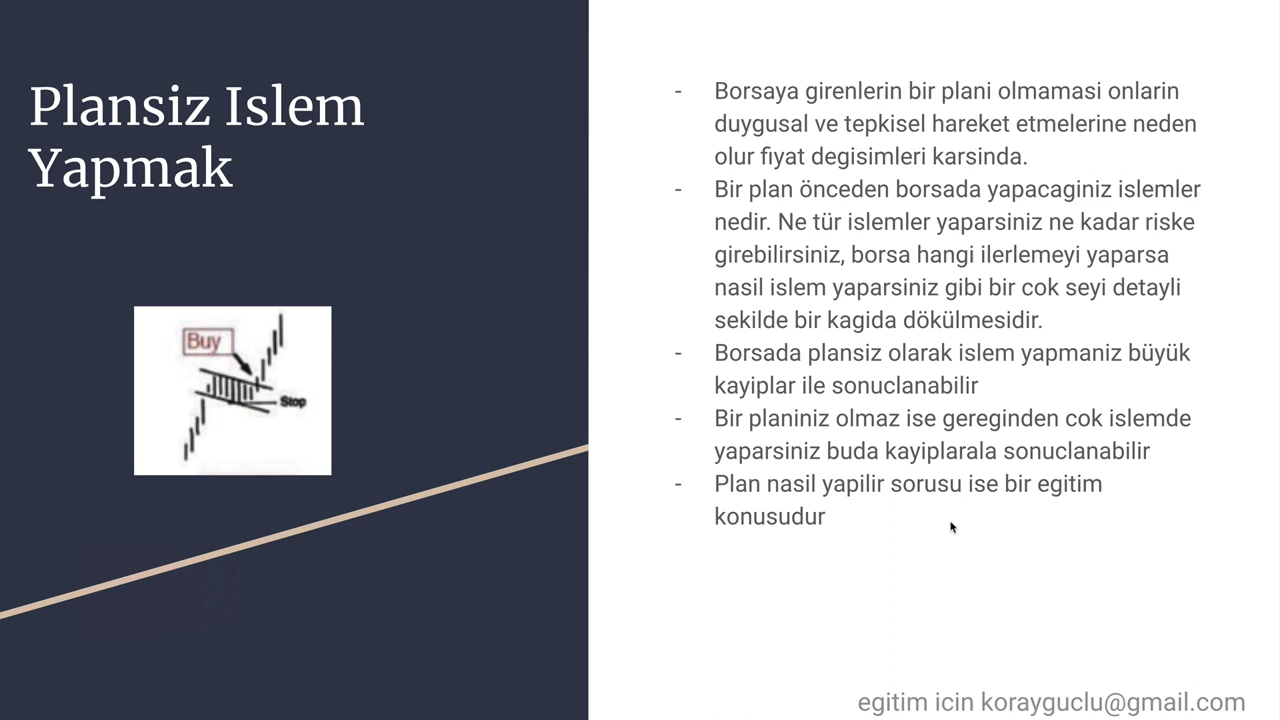 Plansiz Islem
Yapmak
Buy
Stop
- Borsaya girenlerin bir plani olmamasi onlarin
duygusal ve tepkisel hareket etmelerine neden
olur fiyat degisimleri karsinda.
- Bir plan önceden borsada yapacaginiz islemler
nedir. Ne tür islemler yaparsiniz ne kadar riske
girebilirsiniz, borsa hangi ilerlemeyi yaparsa
nasil islem yaparsiniz gibi bir cok seyi detayli
sekilde bir kagida dökülmesidir.
- Borsada plansiz olarak islem yapmaniz büyük
kayiplar ile sonuclanabilir
- Bir planiniz olmaz ise gereginden cok islemde
yaparsiniz buda kayiplarala sonuclanabilir
- Plan nasil yapilir sorusu ise bir egitim
konusudur
egitim icin korayguclu@gmail.com